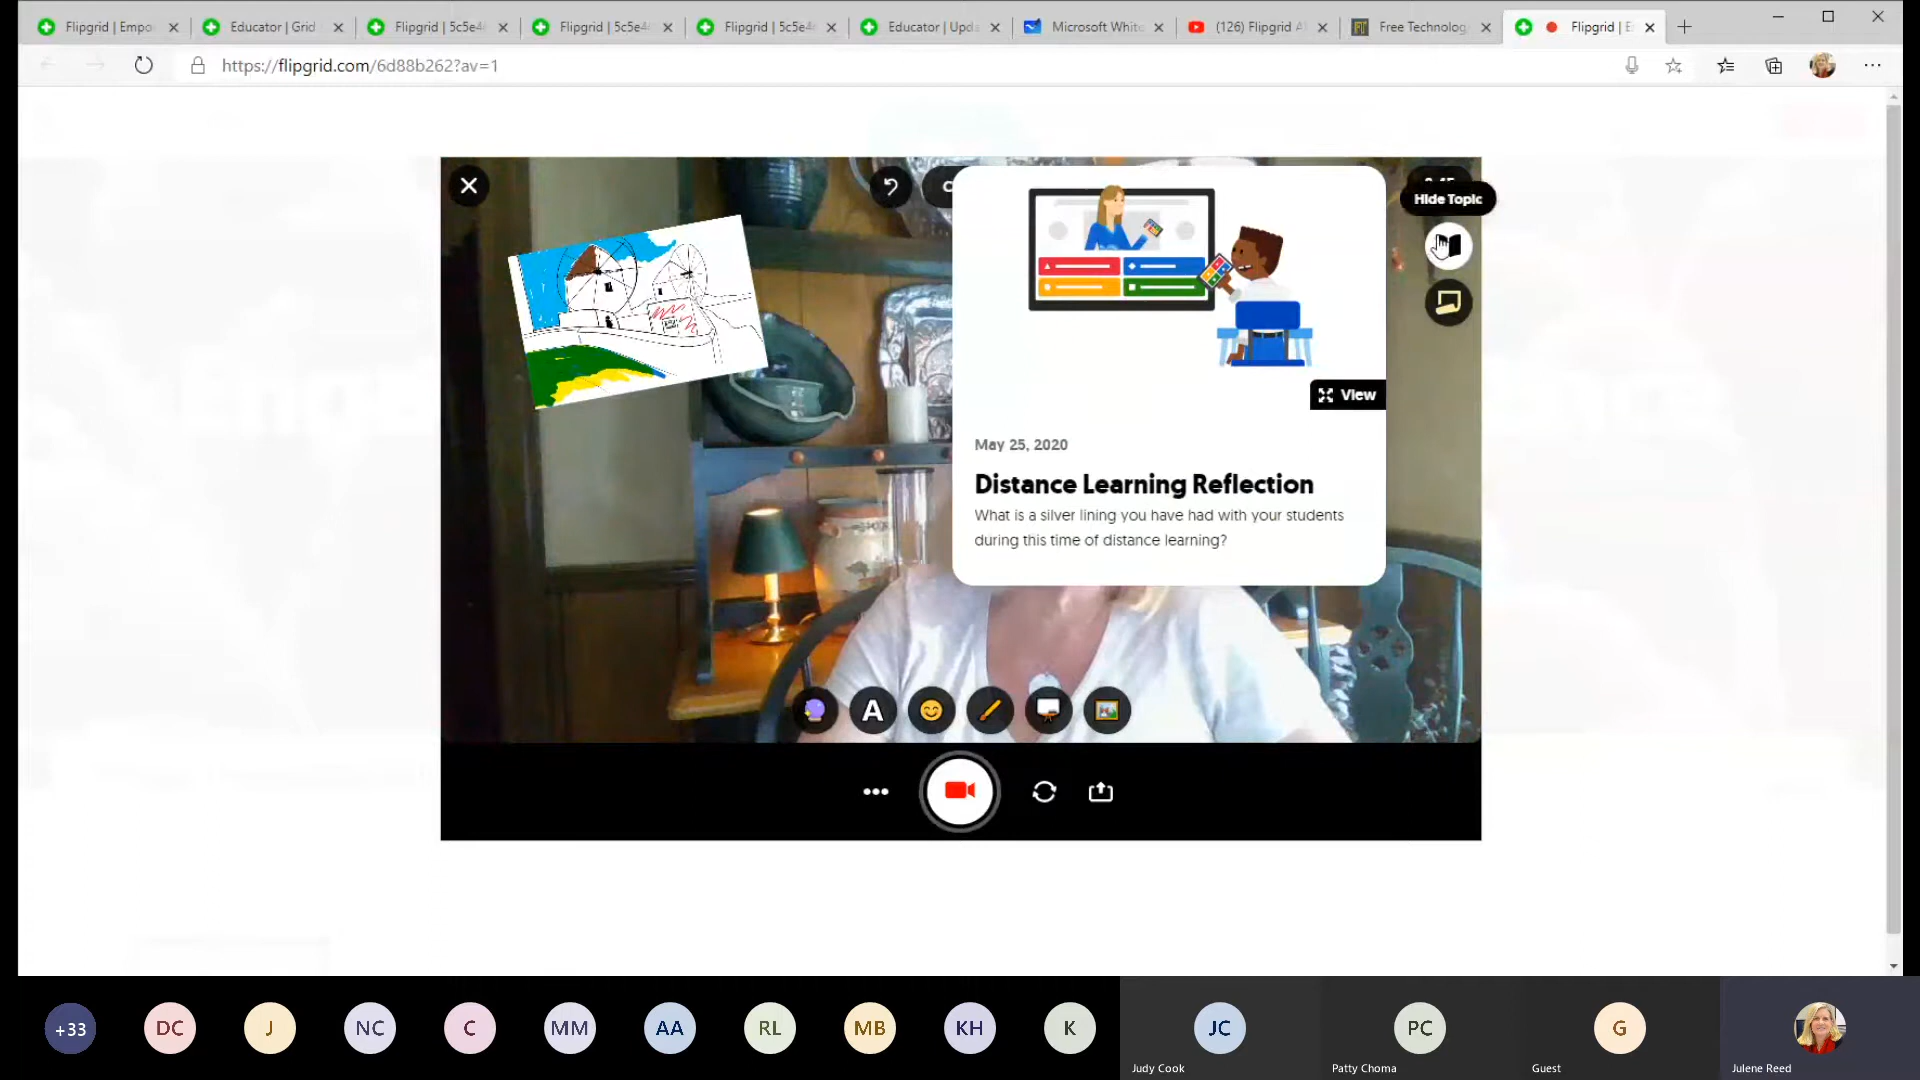 Flipgrid | Empo
Educator | Grid
Flipgrid | 5c5e4
Flipgrid | 5c5e4
Flipgrid | 5c5e4
Educator | Upda
Microsoft White
(126) Flipgrid A
Free Technolog
Flipgrid | E
https://flipgrid.com/6d88b262?av=1
Hide Topic
View
May 25, 2020
Distance Learning Reflection
What is a silver lining you have had with your students
during this time of distance learning?
A
+33
DC
J
NC
C
MM
AA
RL
MB
KH
K
JC
PC
G
Judy Cook
Patty Choma
Guest
Julene Reed